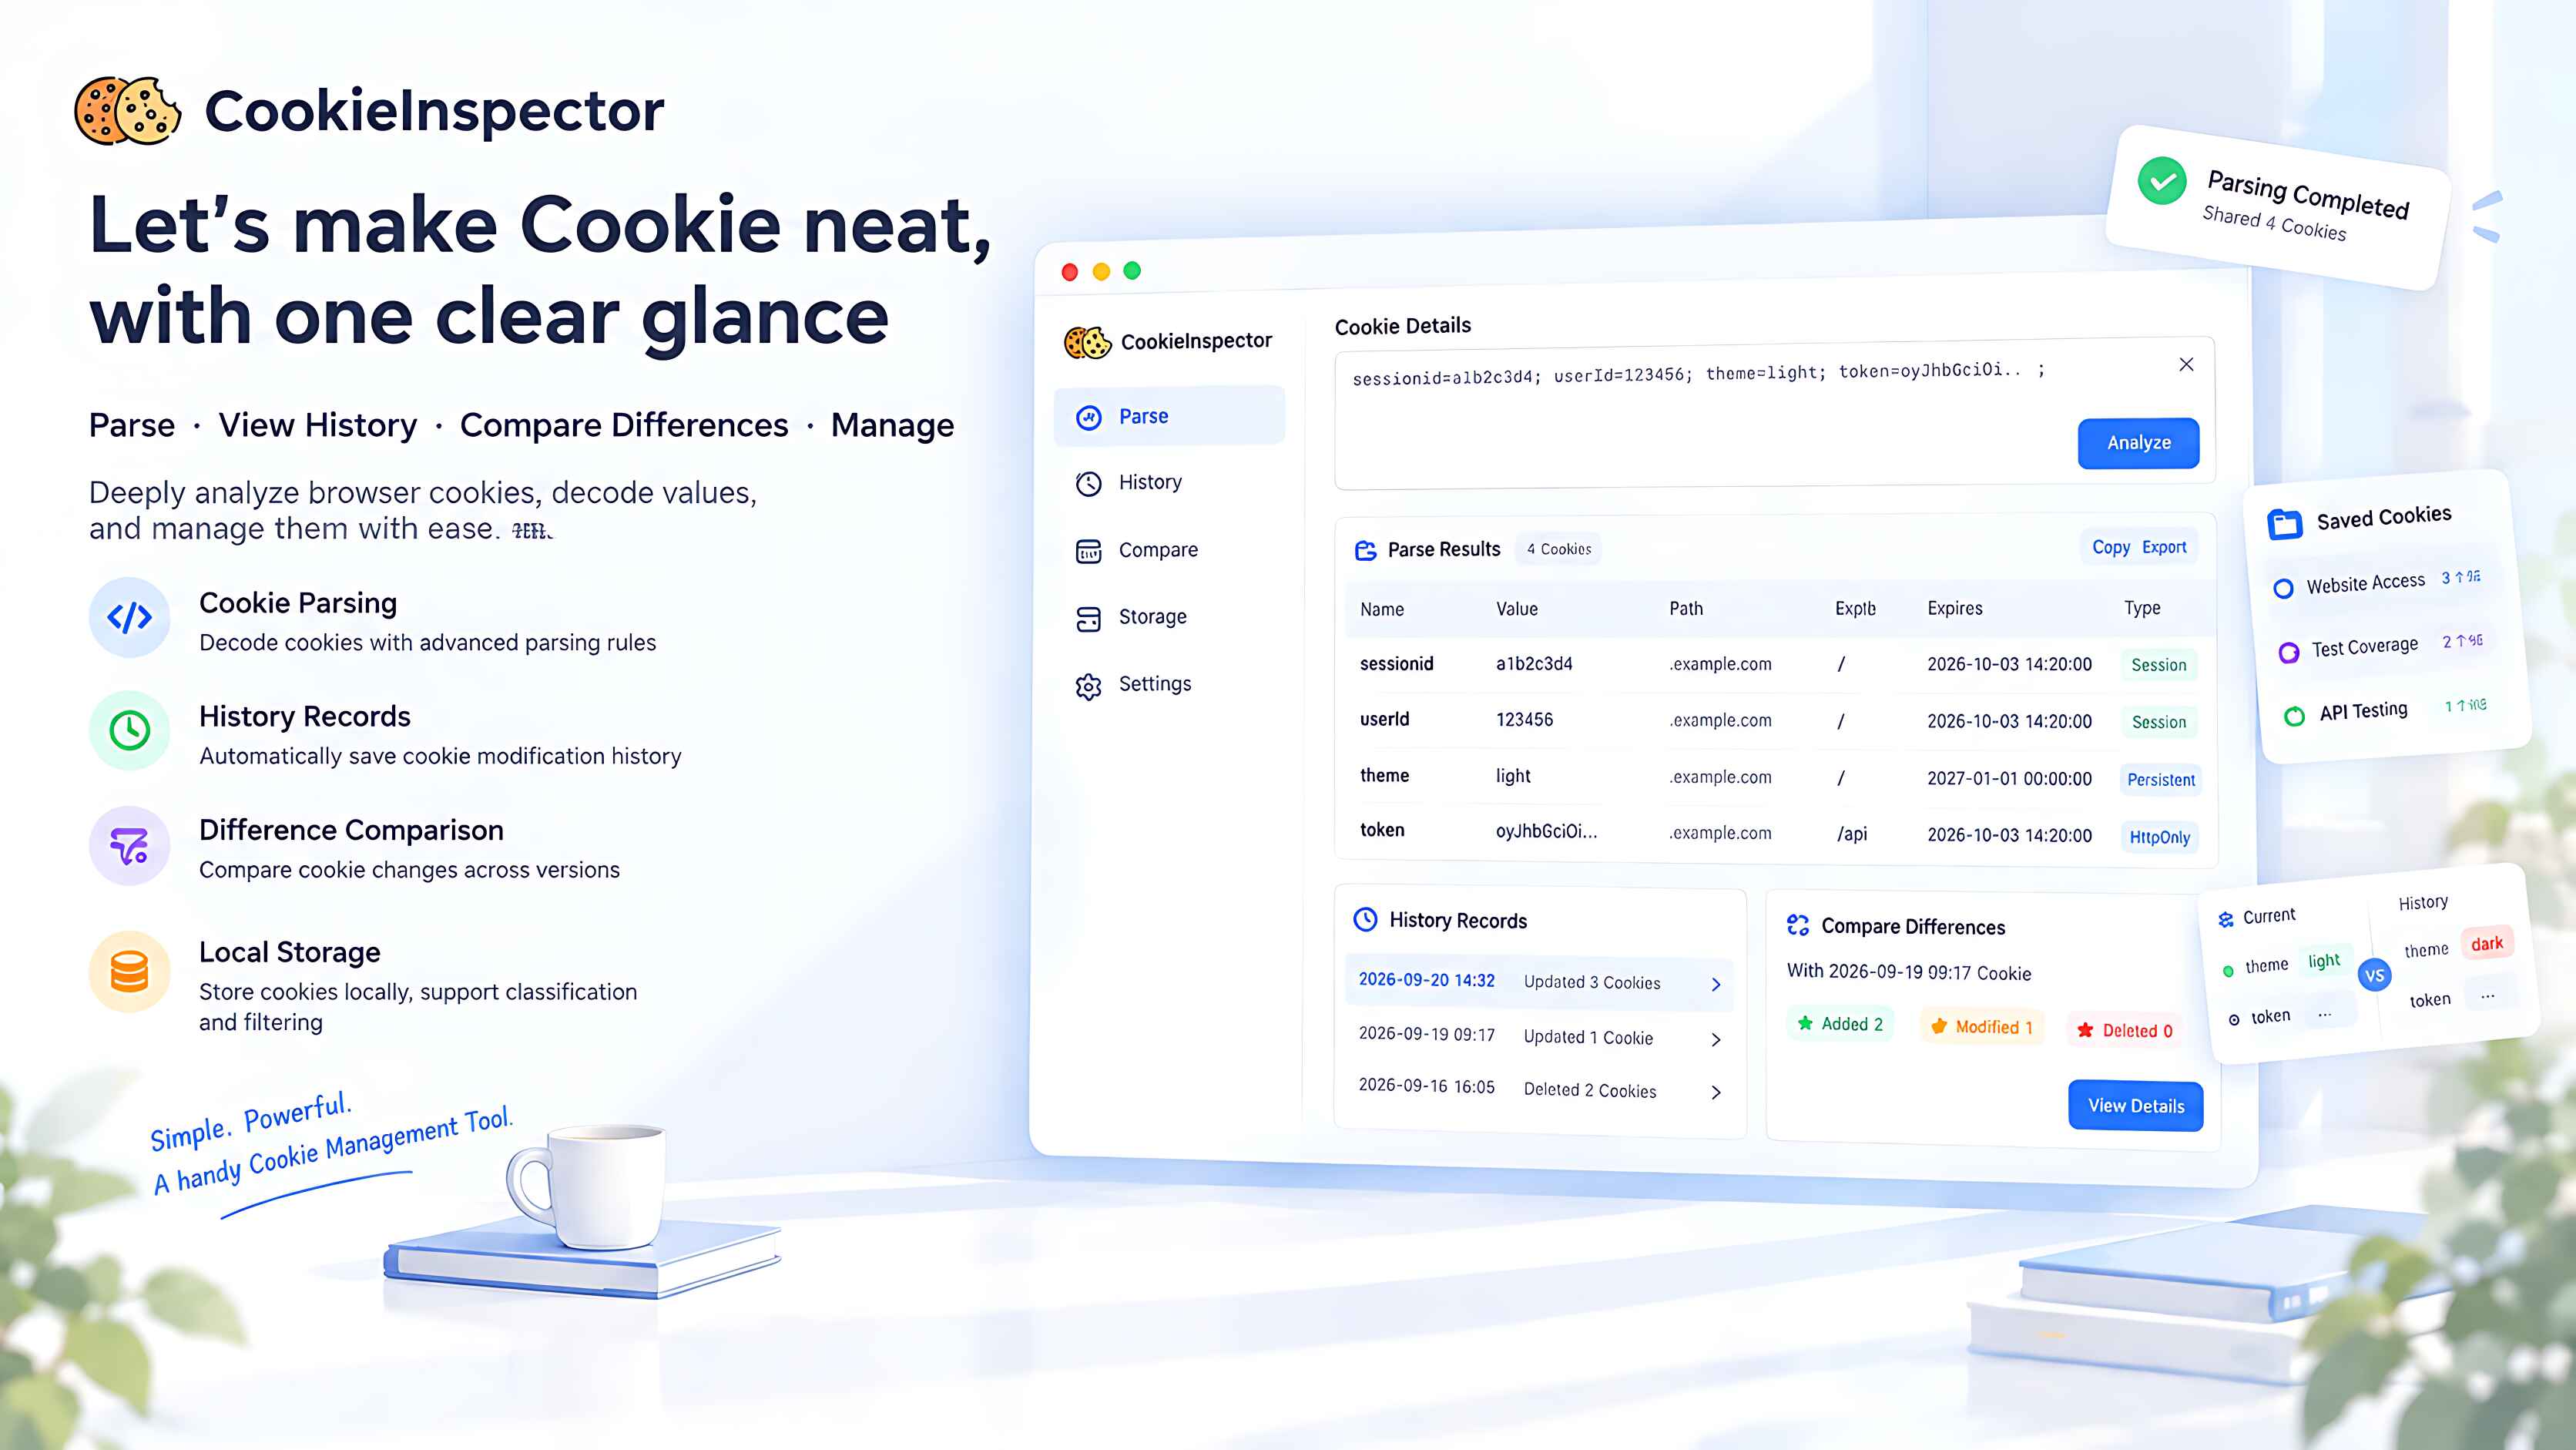 CookieInspector
Let's make Cookie neat,
with one clear glance
Parse · View History · Compare Differences · Manage
Deeply analyze browser cookies, decode values,
and manage them with ease.
Cookie Parsing
Decode cookies with advanced parsing rules
History Records
Automatically save cookie modification history
Difference Comparison
Compare cookie changes across versions
Local Storage
Store cookies locally, support classification
and filtering
Simple. Powerful.
A handy Cookie Management Tool.
CookieInspector
Parse
History
Compare
Storage
Settings
Cookie Details
sessionid=a1b2c3d4; userId=123456; theme=light; token=oyJhbGciOi.. ;
Analyze
Parse Results 4 Cookies Copy Export
Name Value Path Exptb Expires Type
sessionid a1b2c3d4 .example.com / 2026-10-03 14:20:00 Session
userId 123456 .example.com / 2026-10-03 14:20:00 Session
theme light .example.com / 2027-01-01 00:00:00 Persistent
token oyJhbGciOi... .example.com /api 2026-10-03 14:20:00 HttpOnly
History Records
2026-09-20 14:32 Updated 3 Cookies
2026-09-19 09:17 Updated 1 Cookie
2026-09-16 16:05 Deleted 2 Cookies
Compare Differences
With 2026-09-19 09:17 Cookie
Added 2 Modified 1 Deleted 0
View Details
Parsing Completed
Shared 4 Cookies
Saved Cookies
Website Access 3
Test Coverage 2
API Testing 1
Current History
theme light VS theme dark
token ... token ...